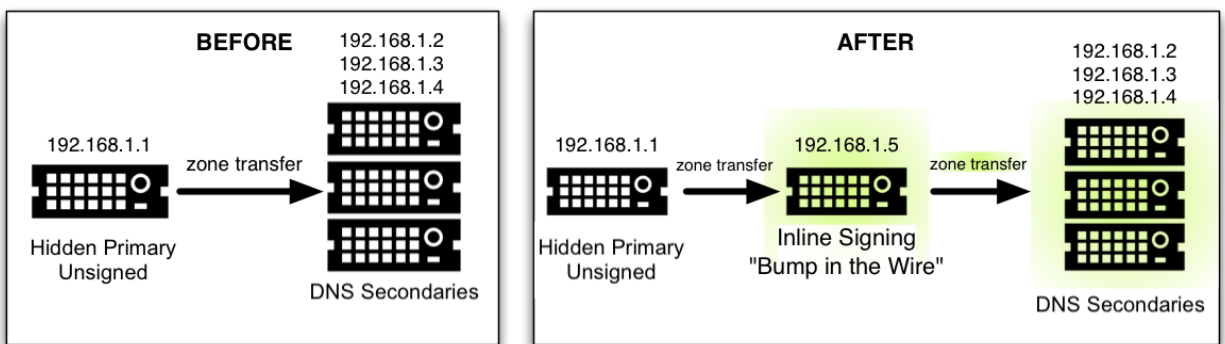 BEFORE
192.168.1.2
192.168.1.3
192.168.1.4
192.168.1.1
zone transfer
Hidden Primary
Unsigned
DNS Secondaries
AFTER
192.168.1.2
192.168.1.3
192.168.1.4
192.168.1.1
zone transfer
192.168.1.5
zone transfer
Hidden Primary
Unsigned
Inline Signing
"Bump in the Wire"
DNS Secondaries